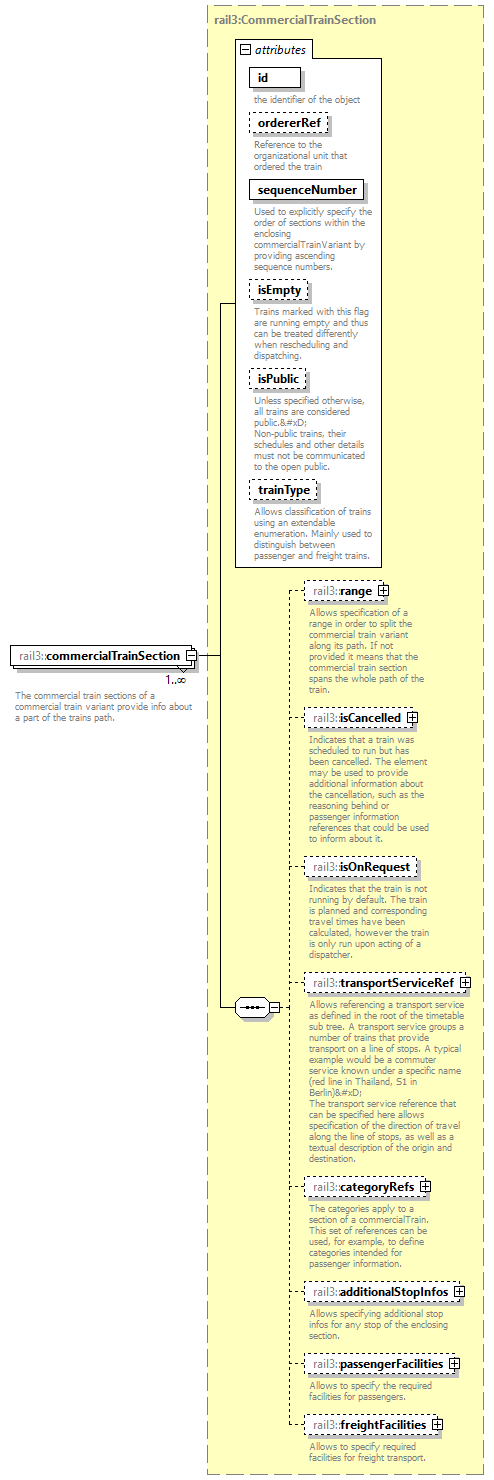 rail3:CommercialTrainSection
attributes
id
the identifier of the object
ordererRef
Reference to the
organizational unit that
ordered the train
sequenceNumber
Used to explicitly specify the
order of sections within the
enclosing
commercialTrainVariant by
providing ascending
sequence numbers.
isEmpty
Trains marked with this flag
are running empty and thus
can be treated differently
when rescheduling and
dispatching.
isPublic
Unless specified otherwise,
all trains are considered
public.&#xD;
Non-public trains, their
schedules and other details
must not be communicated
to the open public.
trainType
Allows classification of trains
using an extendable
enumeration. Mainly used to
distinguish between
passenger and freight trains.
rail3::commercialTrainSection
1..∞
The commercial train sections of a
commercial train variant provide info about
a part of the trains path.
rail3::range
Allows specification of a
range in order to split the
commercial train variant
along its path. If not
provided it means that the
commercial train section
spans the whole path of the
train.
rail3::isCancelled
Indicates that a train was
scheduled to run but has
been cancelled. The element
may be used to provide
additional information about
the cancellation, such as the
reasoning behind or
passenger information
references that could be used
to inform about it.
rail3::isOnRequest
Indicates that the train is not
running by default. The train
is planned and corresponding
travel times have been
calculated, however the train
is only run upon acting of a
dispatcher.
rail3::transportServiceRef
Allows referencing a transport service
as defined in the root of the timetable
sub tree. A transport service groups a
number of trains that provide
transport on a line of stops. A typical
example would be a commuter
service known under a specific name
(red line in Thailand, S1 in
Berlin)&#xD;
The transport service reference that
can be specified here allows
specification of the direction of travel
along the line of stops, as well as a
textual description of the origin and
destination.
rail3::categoryRefs
The categories apply to a
section of a commercialTrain.
This set of references can be
used, for example, to define
categories intended for
passenger information.
rail3::additionalStopInfos
Allows specifying additional stop
infos for any stop of the enclosing
section.
rail3::passengerFacilities
Allows to specify the required
facilities for passengers.
rail3::freightFacilities
Allows to specify required
facilities for freight transport.